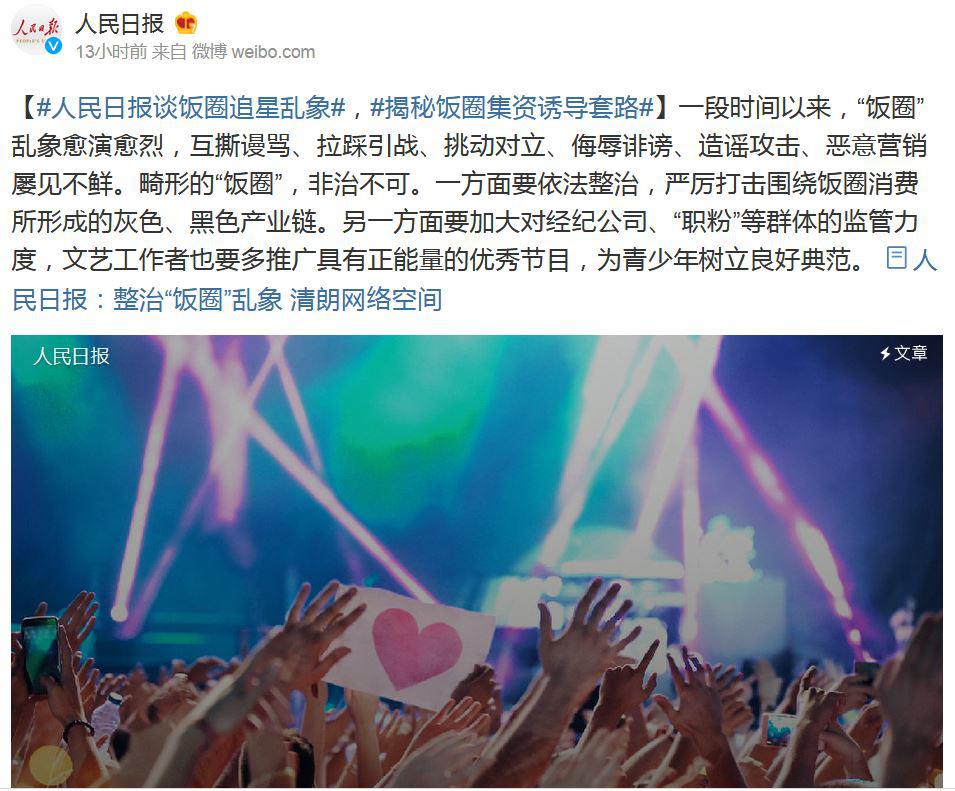 人民日报
PEOPLE'S
人民日报
13小时前 来自 微博 weibo.com
【#人民日报谈饭圈追星乱象#，#揭秘饭圈集资诱导套路#】一段时间以来，“饭圈”
乱象愈演愈烈，互撕谩骂、拉踩引战、挑动对立、侮辱诽谤、造谣攻击、恶意营销
屡见不鲜。畸形的“饭圈”，非治不可。一方面要依法整治，严厉打击围绕饭圈消费
所形成的灰色、黑色产业链。另一方面要加大对经纪公司、“职粉”等群体的监管力
度，文艺工作者也要多推广具有正能量的优秀节目，为青少年树立良好典范。 人
民日报：整治“饭圈”乱象 清朗网络空间
人民日报
文章